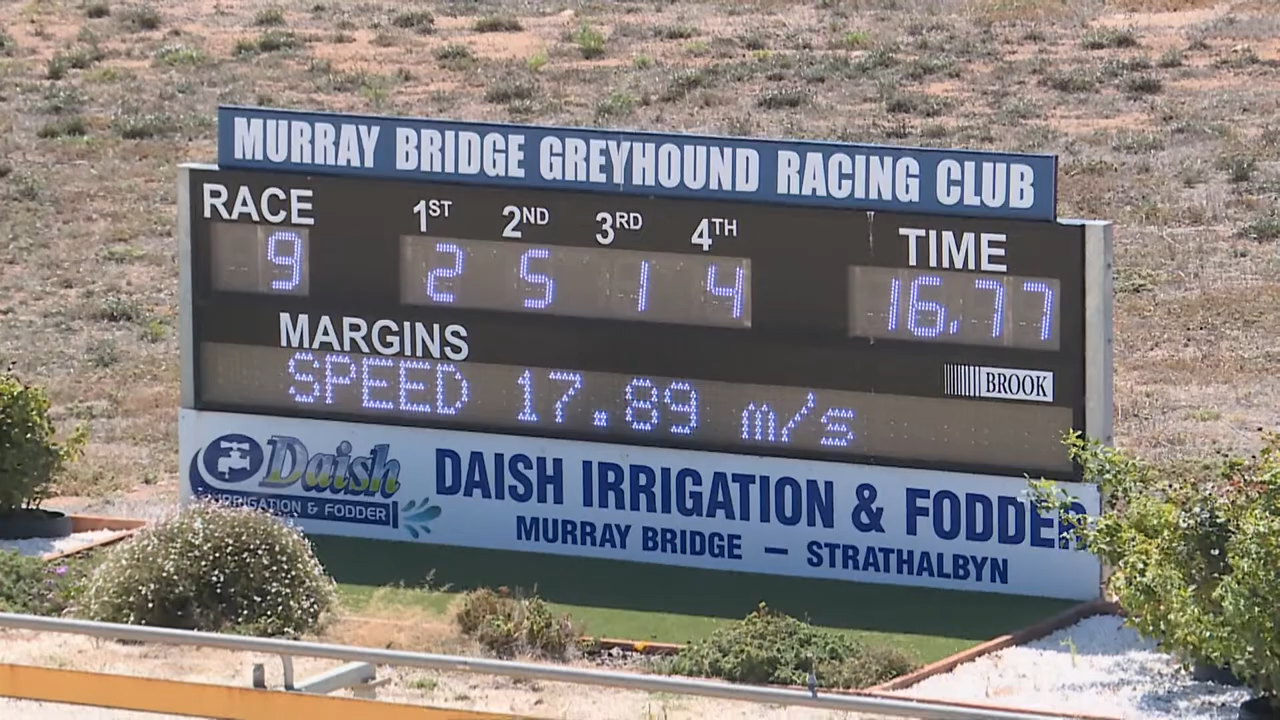 MURRAY BRIDGE GREYHOUND RACING CLUB
RACE 1ST 2ND 3RD 4TH TIME
9 2 5 1 4 16.77
MARGINS
BROOK
SPEED 17.89 m/s
Daish
IRRIGATION & FODDER
DAISH IRRIGATION & FODDER
MURRAY BRIDGE – STRATHALBYN